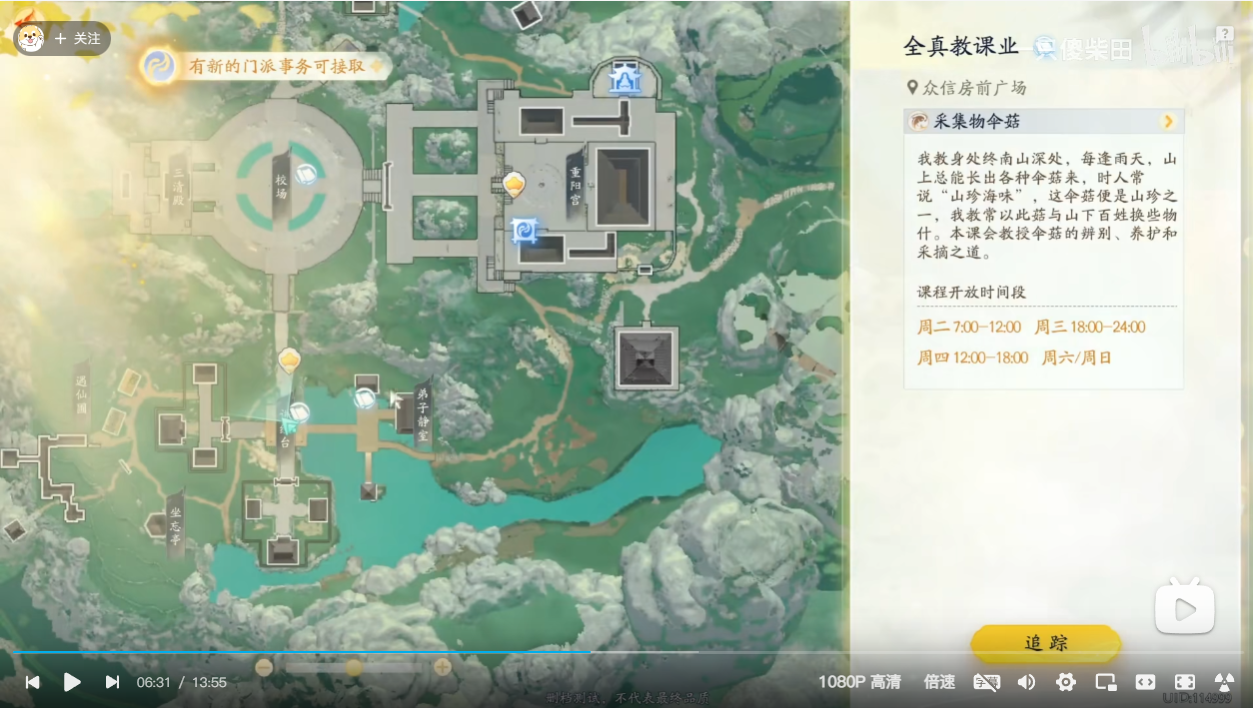 + 关注
有新的门派事务可接取
三清殿
校场
重阳宫
遇仙圃
台
弟子静室
坐忘亭
全真教课业
傻柴田
bilibili
?
众信房前广场
采集物伞菇
我教身处终南山深处，每逢雨天，山
上总能长出各种伞菇来，时人常
说“山珍海味”，这伞菇便是山珍之
一，我教常以此菇与山下百姓换些物
什。本课会教授伞菇的辨别、养护和
采摘之道。
课程开放时间段
周二 7:00-12:00 周三 18:00-24:00
周四 12:00-18:00 周六/周日
追踪
06:31 / 13:55
1080P 高清
倍速
字幕
删档测试，不代表最终品质